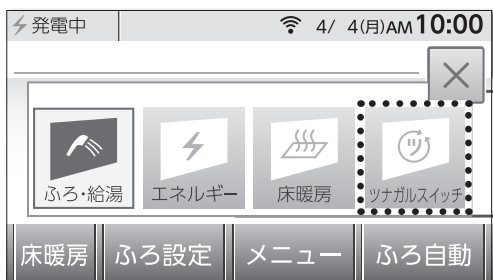 発電中 4/ 4(月)AM10:00
ふろ・給湯 エネルギー 床暖房 ツナガルスイッチ
床暖房 ふろ設定 メニュー ふろ自動